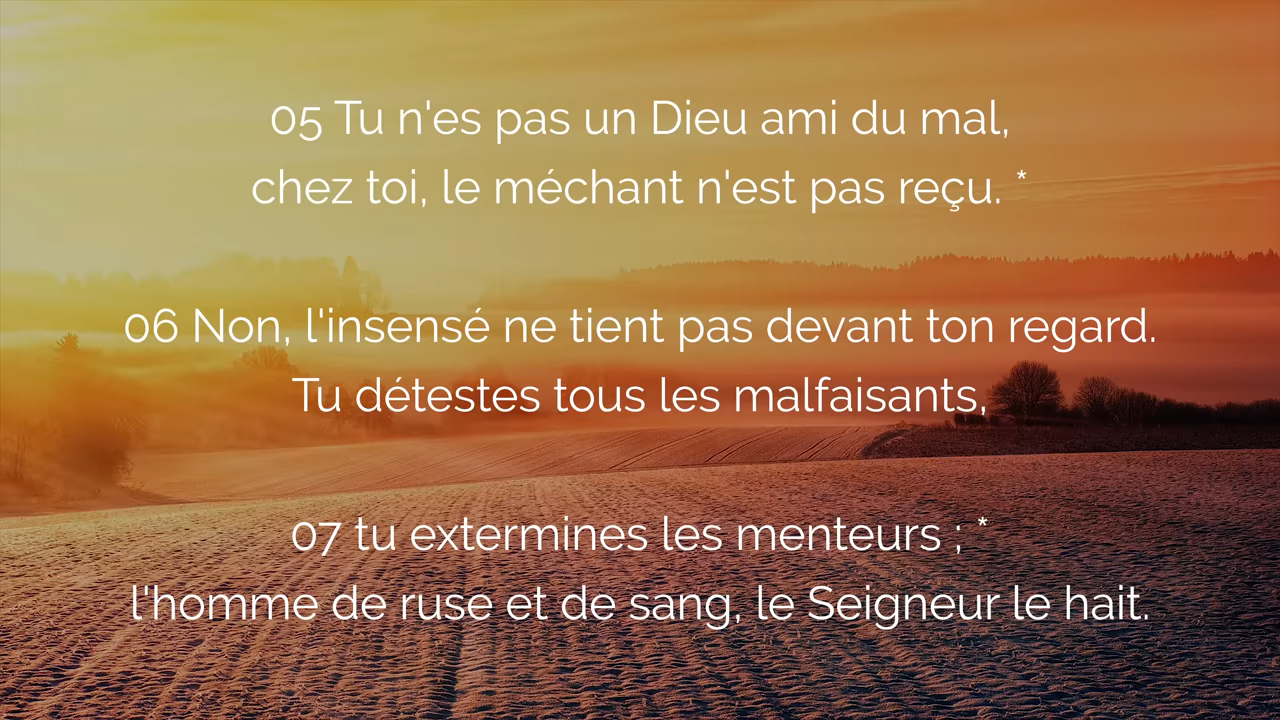 05 Tu n'es pas un Dieu ami du mal,
chez toi, le méchant n'est pas reçu. *
06 Non, l'insensé ne tient pas devant ton regard.
Tu détestes tous les malfaisants,
07 tu extermines les menteurs ; *
l'homme de ruse et de sang, le Seigneur le hait.